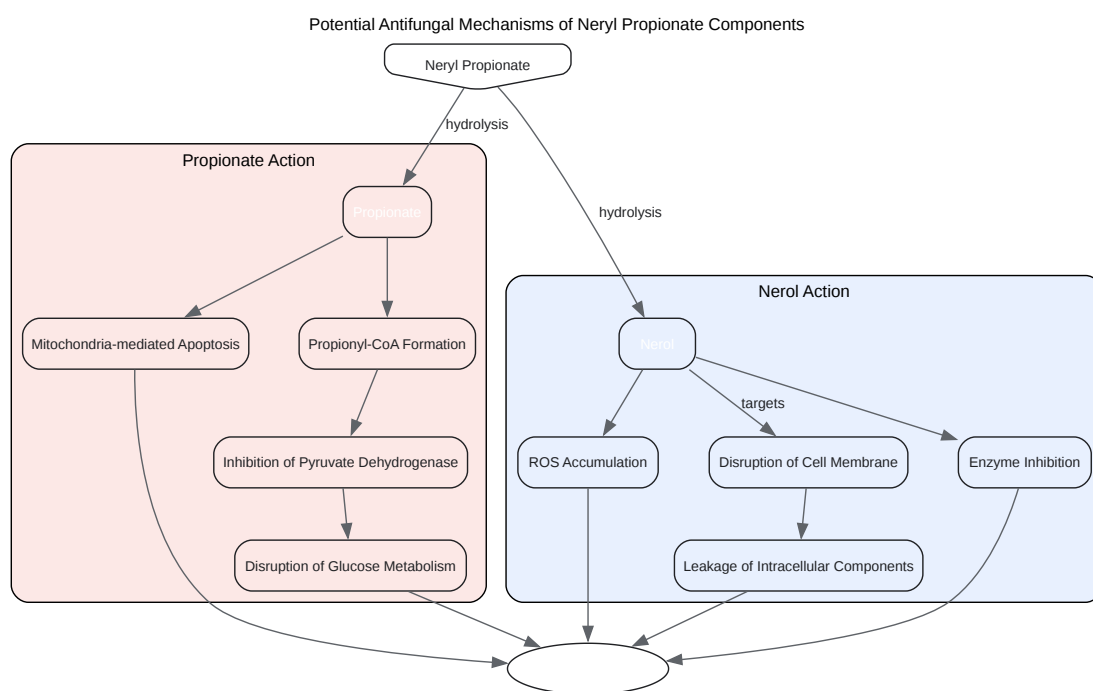 Potential Antifungal Mechanisms of Neryl Propionate Components
Neryl Propionate
hydrolysis
Propionate Action
Propionate
hydrolysis
Nerol Action
Mitochondria-mediated Apoptosis
Propionyl-CoA Formation
Nerol
targets
Inhibition of Pyruvate Dehydrogenase
ROS Accumulation
Disruption of Cell Membrane
Enzyme Inhibition
Disruption of Glucose Metabolism
Leakage of Intracellular Components